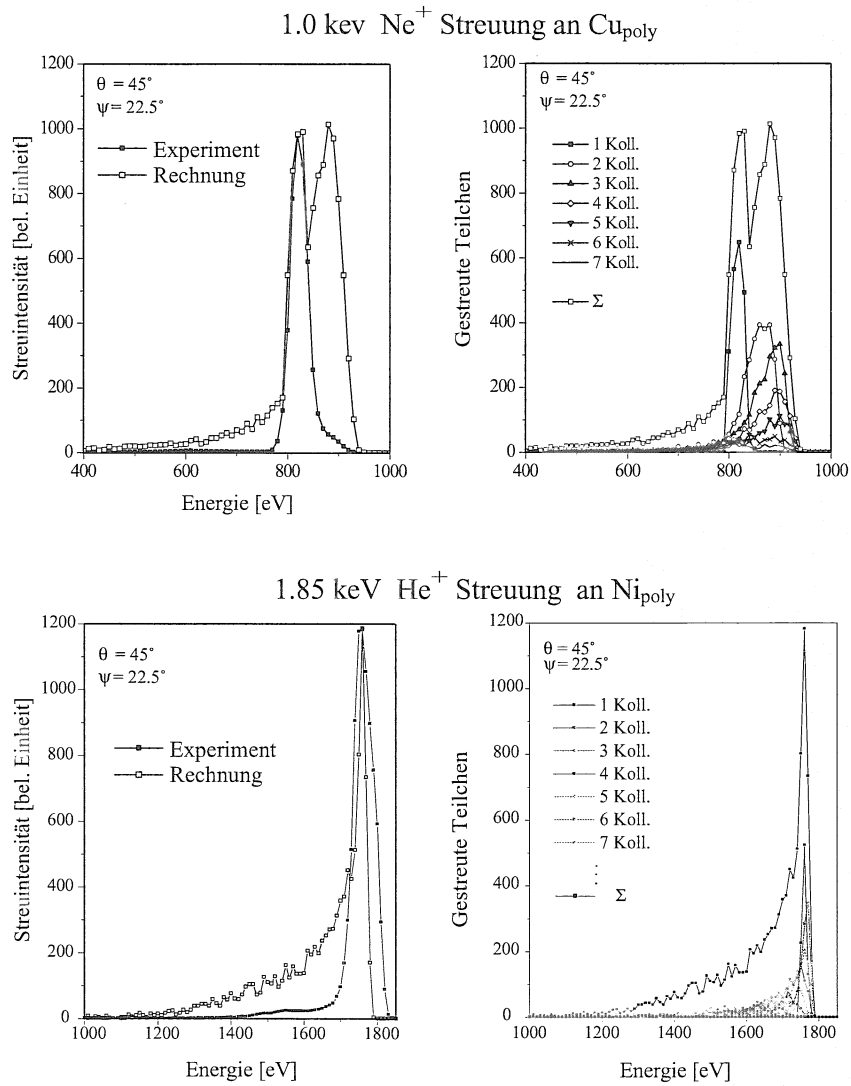 1.0 kev Ne+ Streuung an Cupoly
θ = 45°
ψ= 22.5°
Experiment
Rechnung
Streuintensität [bel. Einheit]
1200
1000
800
600
400
200
0
400
600
800
1000
Energie [eV]
θ = 45°
ψ= 22.5°
1 Koll.
2 Koll.
3 Koll.
4 Koll.
5 Koll.
6 Koll.
7 Koll.
Σ
Gestreute Teilchen
1200
1000
800
600
400
200
0
400
600
800
1000
Energie [eV]
1.85 keV He+ Streuung an Nipoly
θ = 45°
ψ= 22.5°
Experiment
Rechnung
Streuintensität [bel. Einheit]
1200
1000
800
600
400
200
0
1000
1200
1400
1600
1800
Energie [eV]
θ = 45°
ψ= 22.5°
1 Koll.
2 Koll.
3 Koll.
4 Koll.
5 Koll.
6 Koll.
7 Koll.
Σ
Gestreute Teilchen
1200
1000
800
600
400
200
0
1000
1200
1400
1600
1800
Energie [eV]